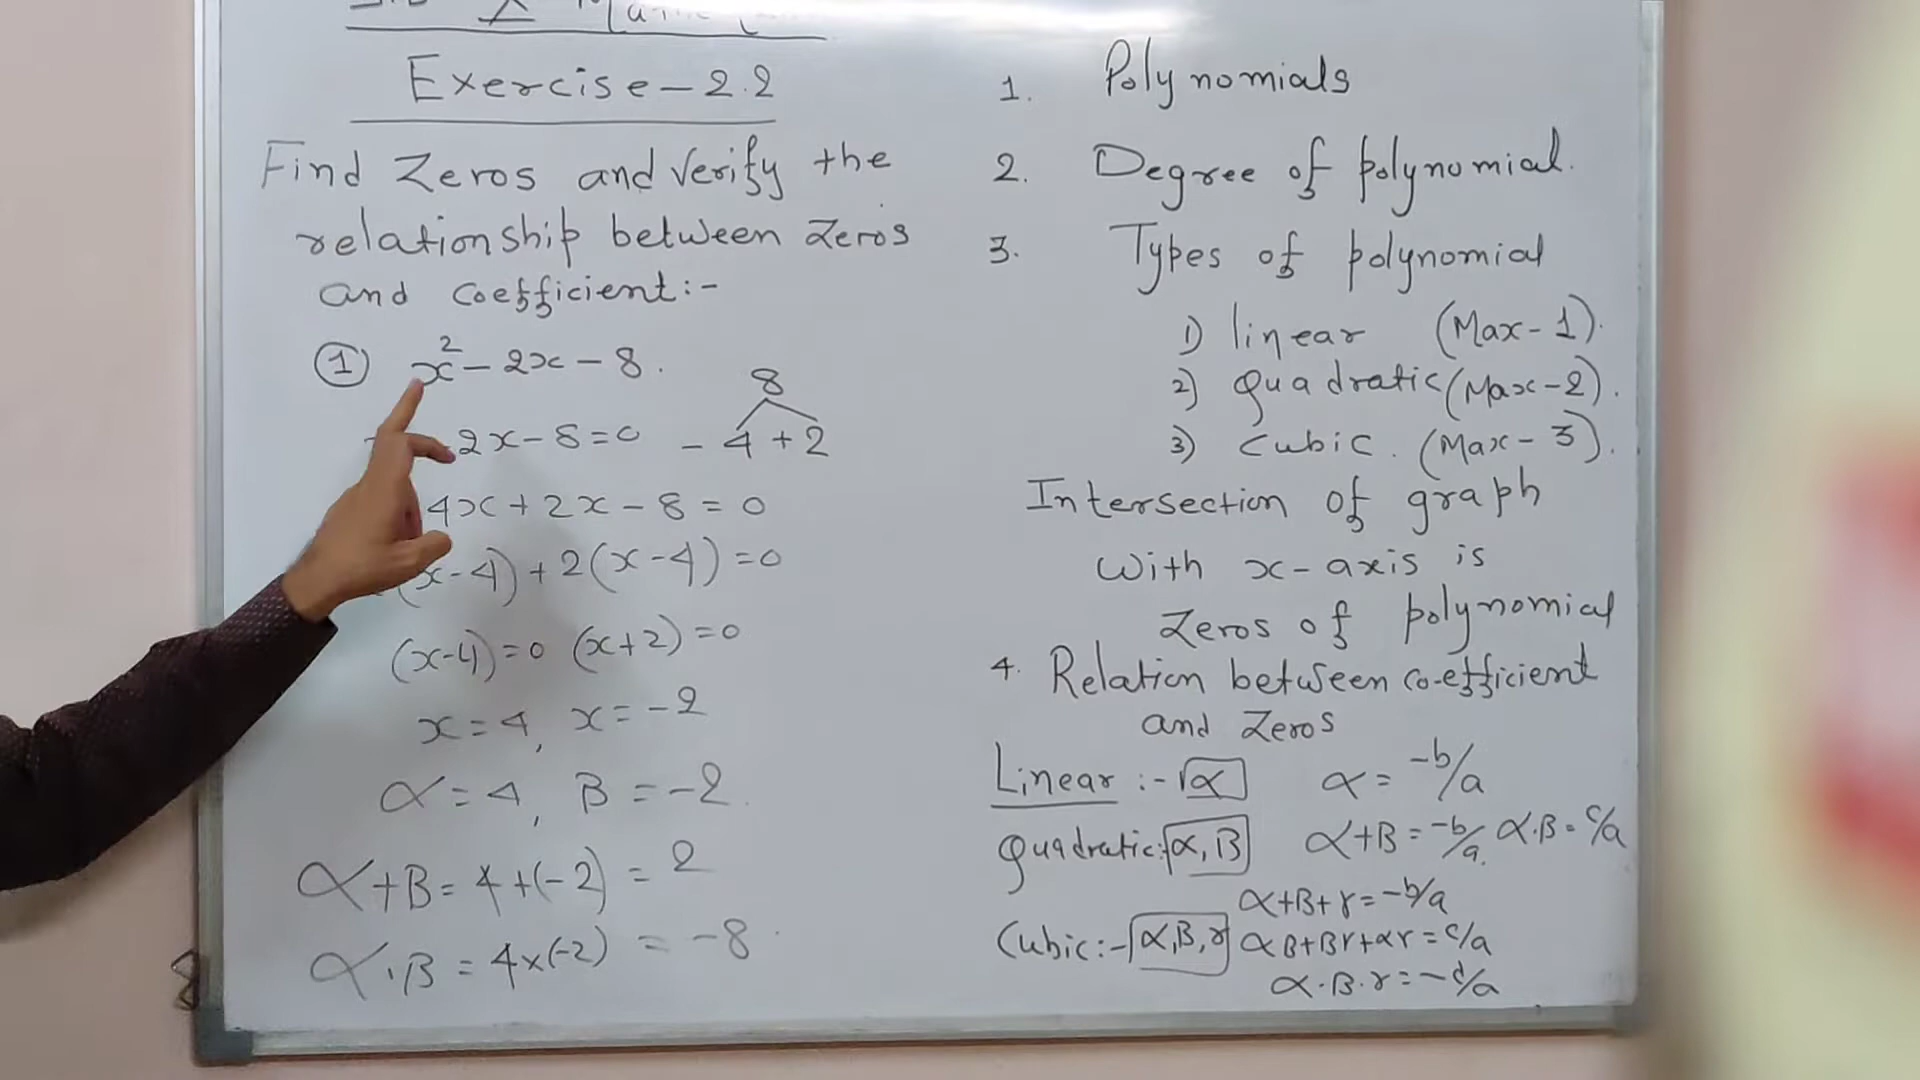 Exercise - 2.2
Find Zeros and Verify the
relationship between Zeros
and coefficient:-
① x² - 2x - 8.
8
- 4 + 2
2x - 8 = 0
4x + 2x - 8 = 0
(x-4) + 2(x-4) = 0
(x-4) = 0 (x+2) = 0
x = 4, x = -2
α = 4, β = -2
α+β = 4+(-2) = 2
α.β = 4x(-2) = -8
1. Polynomials
2. Degree of polynomial.
3. Types of polynomial
1) linear (Max-1).
2) Quadratic (Max-2).
3) Cubic. (Max-3).
Intersection of graph
with x-axis is
Zeros of polynomial
4. Relation between co-efficient
and Zeros
Linear :- α α = -b/a
Quadratic:- α, β α+β = -b/a. α.β = c/a
α+β+γ = -b/a
Cubic:- α,β,γ αβ+βγ+αγ = c/a
α.β.γ = -d/a